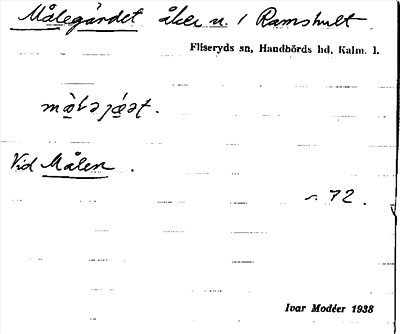 Målegärdet åker n. 1 Ramshult.
Fliseryds sn, Handbörds hd, Kalm. l.
Vid Målen.
s. 72.
Ivar Modéer 1938